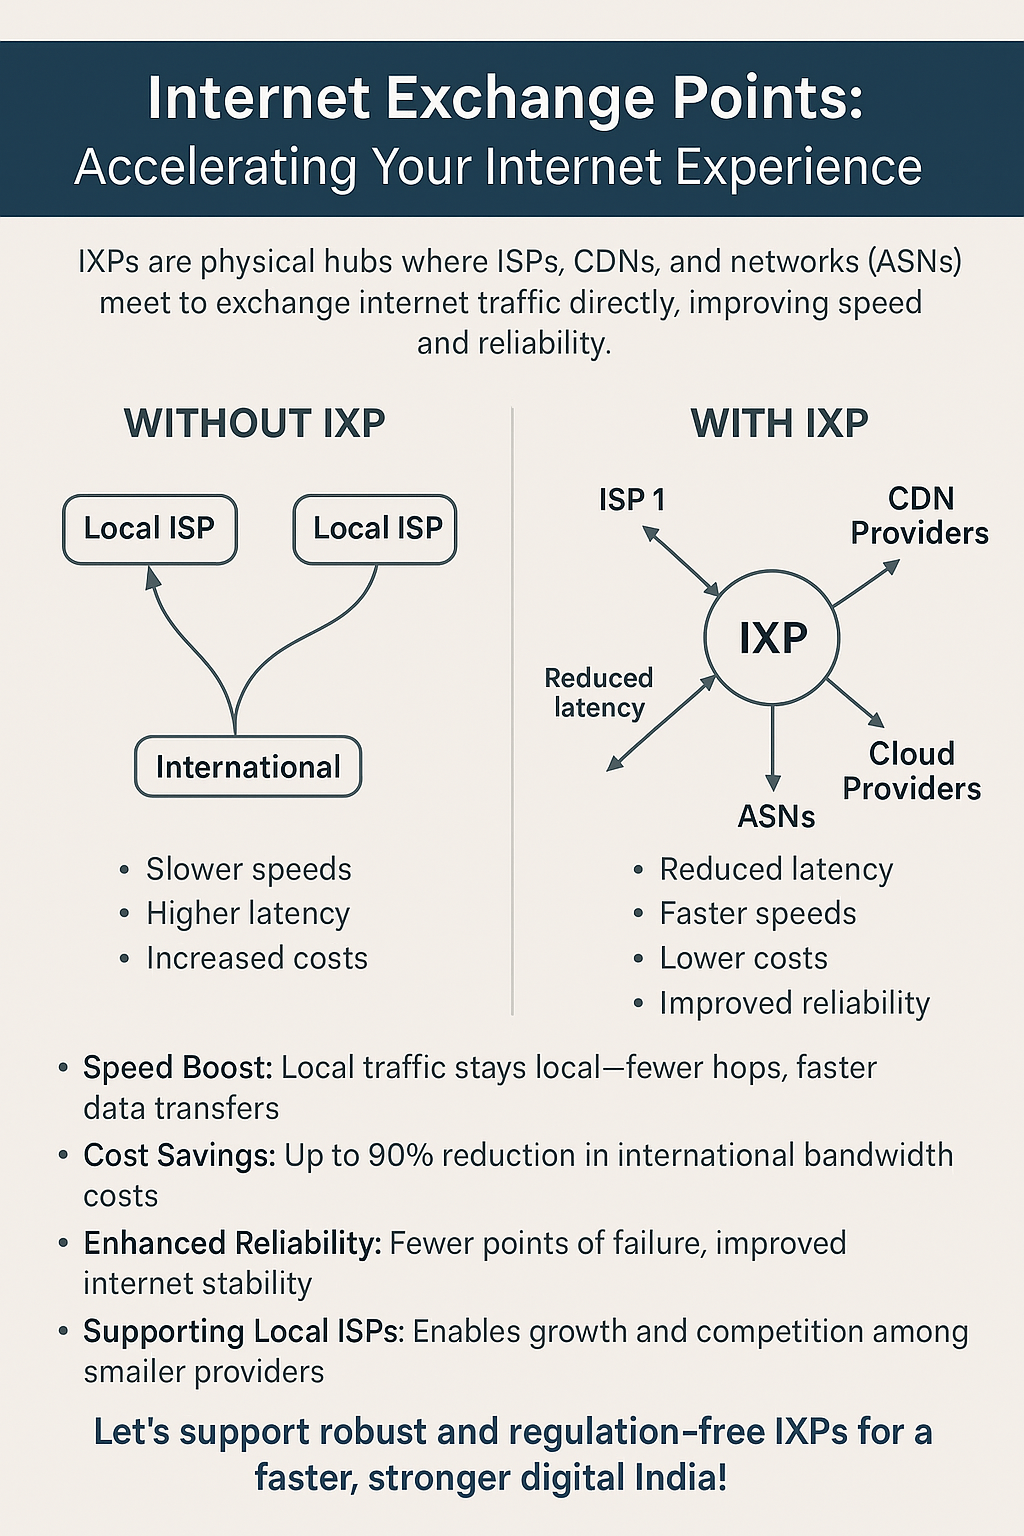 Internet Exchange Points:
Accelerating Your Internet Experience
IXPs are physical hubs where ISPs, CDNs, and networks (ASNs)
meet to exchange internet traffic directly, improving speed
and reliability.
WITHOUT IXP
Local ISP
Local ISP
International
• Slower speeds
• Higher latency
• Increased costs
WITH IXP
ISP 1
CDN
Providers
IXP
Reduced
latency
Cloud
Providers
ASNs
• Reduced latency
• Faster speeds
• Lower costs
• Improved reliability
• Speed Boost: Local traffic stays local—fewer hops, faster
data transfers
• Cost Savings: Up to 90% reduction in international bandwidth
costs
• Enhanced Reliability: Fewer points of failure, improved
internet stability
• Supporting Local ISPs: Enables growth and competition among
smailer providers
Let's support robust and regulation-free IXPs for a
faster, stronger digital India!